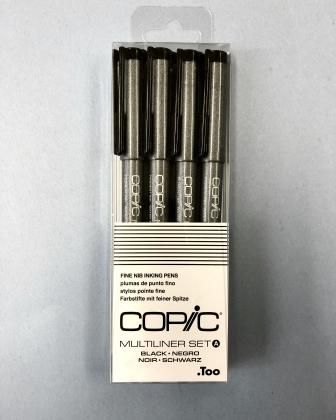 COPIC
COPIC
COPIC
COPIC
FINE NIB INKING PENS
plumas de punto fino
stylos pointe fine
Farbstifte mit feiner Spitze
COPIC
MULTILINER SET A
BLACK · NEGRO
NOIR · SCHWARZ
.Too